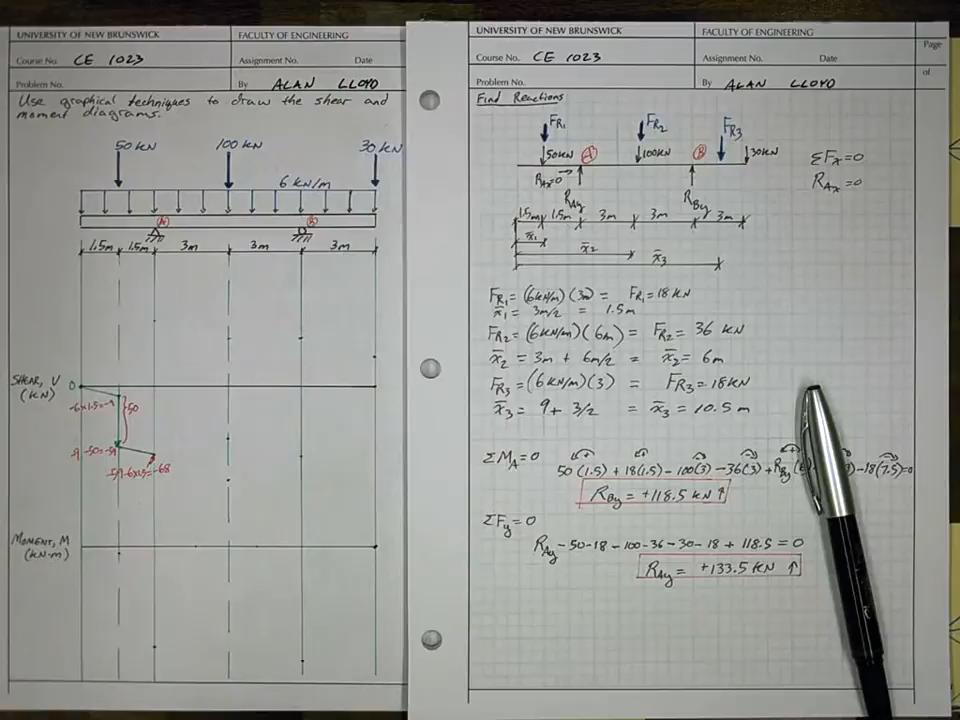 UNIVERSITY OF NEW BRUNSWICK
FACULTY OF ENGINEERING
Course No. CE 1023
Assignment No. Date
Problem No.
By ALAN LLOYD
Use graphical techniques to draw the shear and
moment diagrams.
50 kN 100 kN 30 kN
6 kN/m
A B
1.5m 1.5m 3m 3m 3m
SHEAR, V
(KN)
0
-6x1.5=-9
50
-9-50=-59
-59-6x1.5=-68
MOMENT, M
(KN·m)
UNIVERSITY OF NEW BRUNSWICK
FACULTY OF ENGINEERING
Page
Course No. CE 1023
Assignment No. Date
of
Problem No.
By ALAN LLOYD
Find Reactions
FR1 FR2 FR3
50kN A 100kN B 30kN
RAx=0
RAy RBy
ΣFx=0
RAx=0
1.5m 1.5m 3m 3m 3m
x̄1
x̄2
x̄3
FR1=(6kN/m)(3m) = FR1=18 KN
x̄1 = 3m/2 = 1.5m
FR2=(6kN/m)(6m) = FR2= 36 KN
x̄2 = 3m + 6m/2 = x̄2= 6m
FR3=(6kN/m)(3) = FR3=18KN
x̄3 = 9+ 3/2 = x̄3 = 10.5 m
ΣMA=0
50(1.5) + 18(1.5) - 100(3) - 36(3) + RBy -18(7.5)=0
RBy = +118.5 KN ↑
ΣFy=0
RAy -50-18-100-36-30-18 + 118.5 = 0
RAy = +133.5 KN ↑